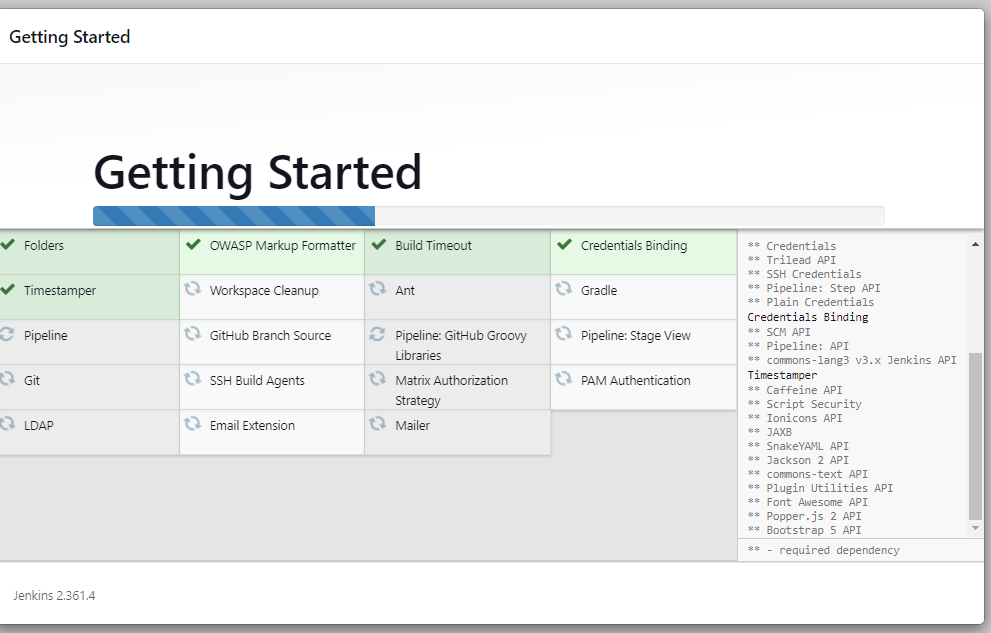 Getting Started
Getting Started
Folders
OWASP Markup Formatter
Build Timeout
Credentials Binding
Timestamper
Workspace Cleanup
Ant
Gradle
Pipeline
GitHub Branch Source
Pipeline: GitHub Groovy
Libraries
Pipeline: Stage View
Git
SSH Build Agents
Matrix Authorization
Strategy
PAM Authentication
LDAP
Email Extension
Mailer
** Credentials
** Trilead API
** SSH Credentials
** Pipeline: Step API
** Plain Credentials
Credentials Binding
** SCM API
** Pipeline: API
** commons-lang3 v3.x Jenkins API
Timestamper
** Caffeine API
** Script Security
** Ionicons API
** JAXB
** SnakeYAML API
** Jackson 2 API
** commons-text API
** Plugin Utilities API
** Font Awesome API
** Popper.js 2 API
** Bootstrap 5 API
** - required dependency
Jenkins 2.361.4